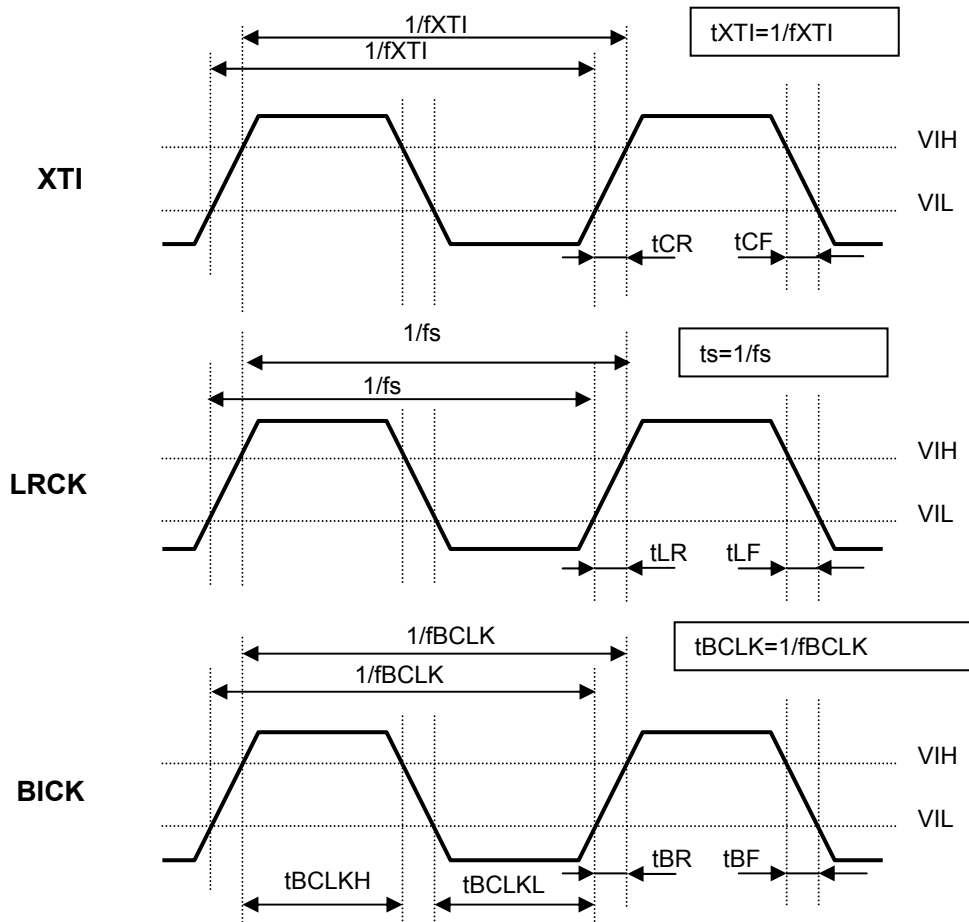 1/fXTI
tXTI=1/fXTI
1/fXTI
VIH
XTI
VIL
tCR
tCF
1/fs
ts=1/fs
1/fs
VIH
LRCK
VIL
tLR
tLF
1/fBCLK
tBCLK=1/fBCLK
1/fBCLK
VIH
BICK
VIL
tBR
tBF
tBCLKH
tBCLKL